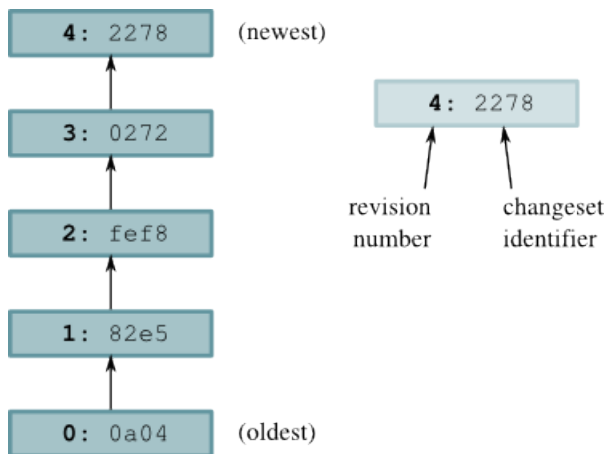 4: 2278 (newest)
3: 0272
2: fef8
1: 82e5
0: 0a04 (oldest)
4: 2278
revision
number
changeset
identifier